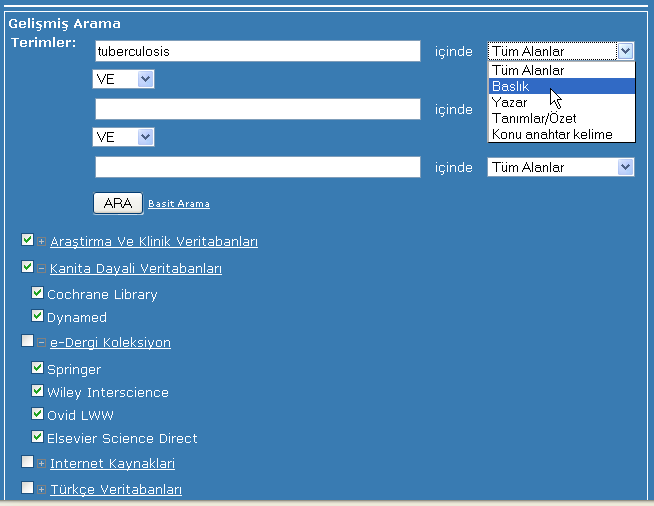 Gelişmiş Arama
Terimler:
tuberculosis içinde Tüm Alanlar
Tüm Alanlar
VE
Baslık
Yazar
içinde
Tanımlar/Özet
VE
Konu anahtar kelime
içinde Tüm Alanlar
ARA Basit Arama
Araştirma Ve Klinik Veritabanları
Kanita Dayali Veritabanları
Cochrane Library
Dynamed
e-Dergi Koleksiyon
Springer
Wiley Interscience
Ovid LWW
Elsevier Science Direct
Internet Kaynaklari
Türkçe Veritabanları